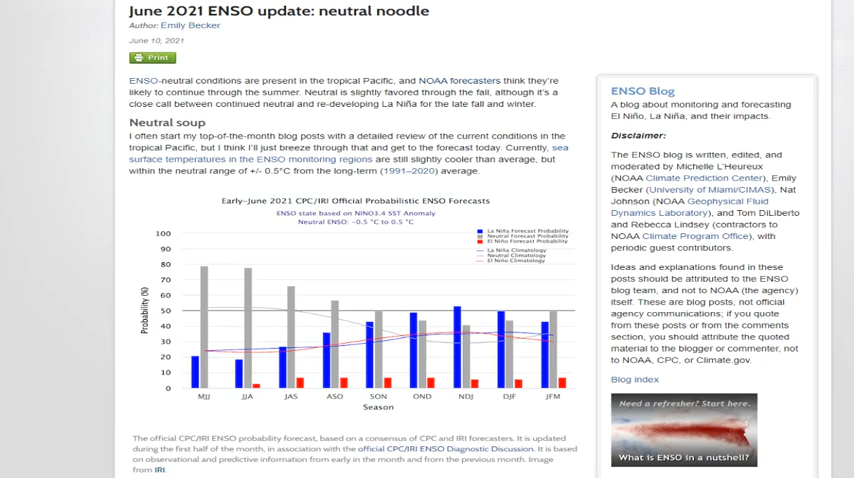 June 2021 ENSO update: neutral noodle
Author: Emily Becker
June 10, 2021
Print
ENSO-neutral conditions are present in the tropical Pacific, and NOAA forecasters think they're
likely to continue through the summer. Neutral is slightly favored through the fall, although it's a
close call between continued neutral and re-developing La Niña for the late fall and winter.
Neutral soup
I often start my top-of-the-month blog posts with a detailed review of the current conditions in the
tropical Pacific, but I think I'll just breeze through that and get to the forecast today. Currently, sea
surface temperatures in the ENSO monitoring regions are still slightly cooler than average, but
within the neutral range of +/- 0.5°C from the long-term (1991–2020) average.
Early-June 2021 CPC/IRI Official Probabilistic ENSO Forecasts
ENSO state based on NINO3.4 SST Anomaly
Neutral ENSO: -0.5 °C to 0.5 °C
La Niña Forecast Probability
Neutral Forecast Probability
El Niño Forecast Probability
La Niña Climatology
Neutral Climatology
El Niño Climatology
Probability (%)
100
90
80
70
60
50
40
30
20
10
0
MJJ JJA JAS ASO SON OND NDJ DJF JFM
Season
The official CPC/IRI ENSO probability forecast, based on a consensus of CPC and IRI forecasters. It is updated
during the first half of the month, in association with the official CPC/IRI ENSO Diagnostic Discussion. It is based
on observational and predictive information from early in the month and from the previous month. Image
from IRI.
ENSO Blog
A blog about monitoring and forecasting
El Niño, La Niña, and their impacts.
Disclaimer:
The ENSO blog is written, edited, and
moderated by Michelle L'Heureux
(NOAA Climate Prediction Center), Emily
Becker (University of Miami/CIMAS), Nat
Johnson (NOAA Geophysical Fluid
Dynamics Laboratory), and Tom DiLiberto
and Rebecca Lindsey (contractors to
NOAA Climate Program Office), with
periodic guest contributors.
Ideas and explanations found in these
posts should be attributed to the ENSO
blog team, and not to NOAA (the agency)
itself. These are blog posts, not official
agency communications; if you quote
from these posts or from the comments
section, you should attribute the quoted
material to the blogger or commenter, not
to NOAA, CPC, or Climate.gov.
Blog index
Need a refresher? Start here.
What is ENSO in a nutshell?